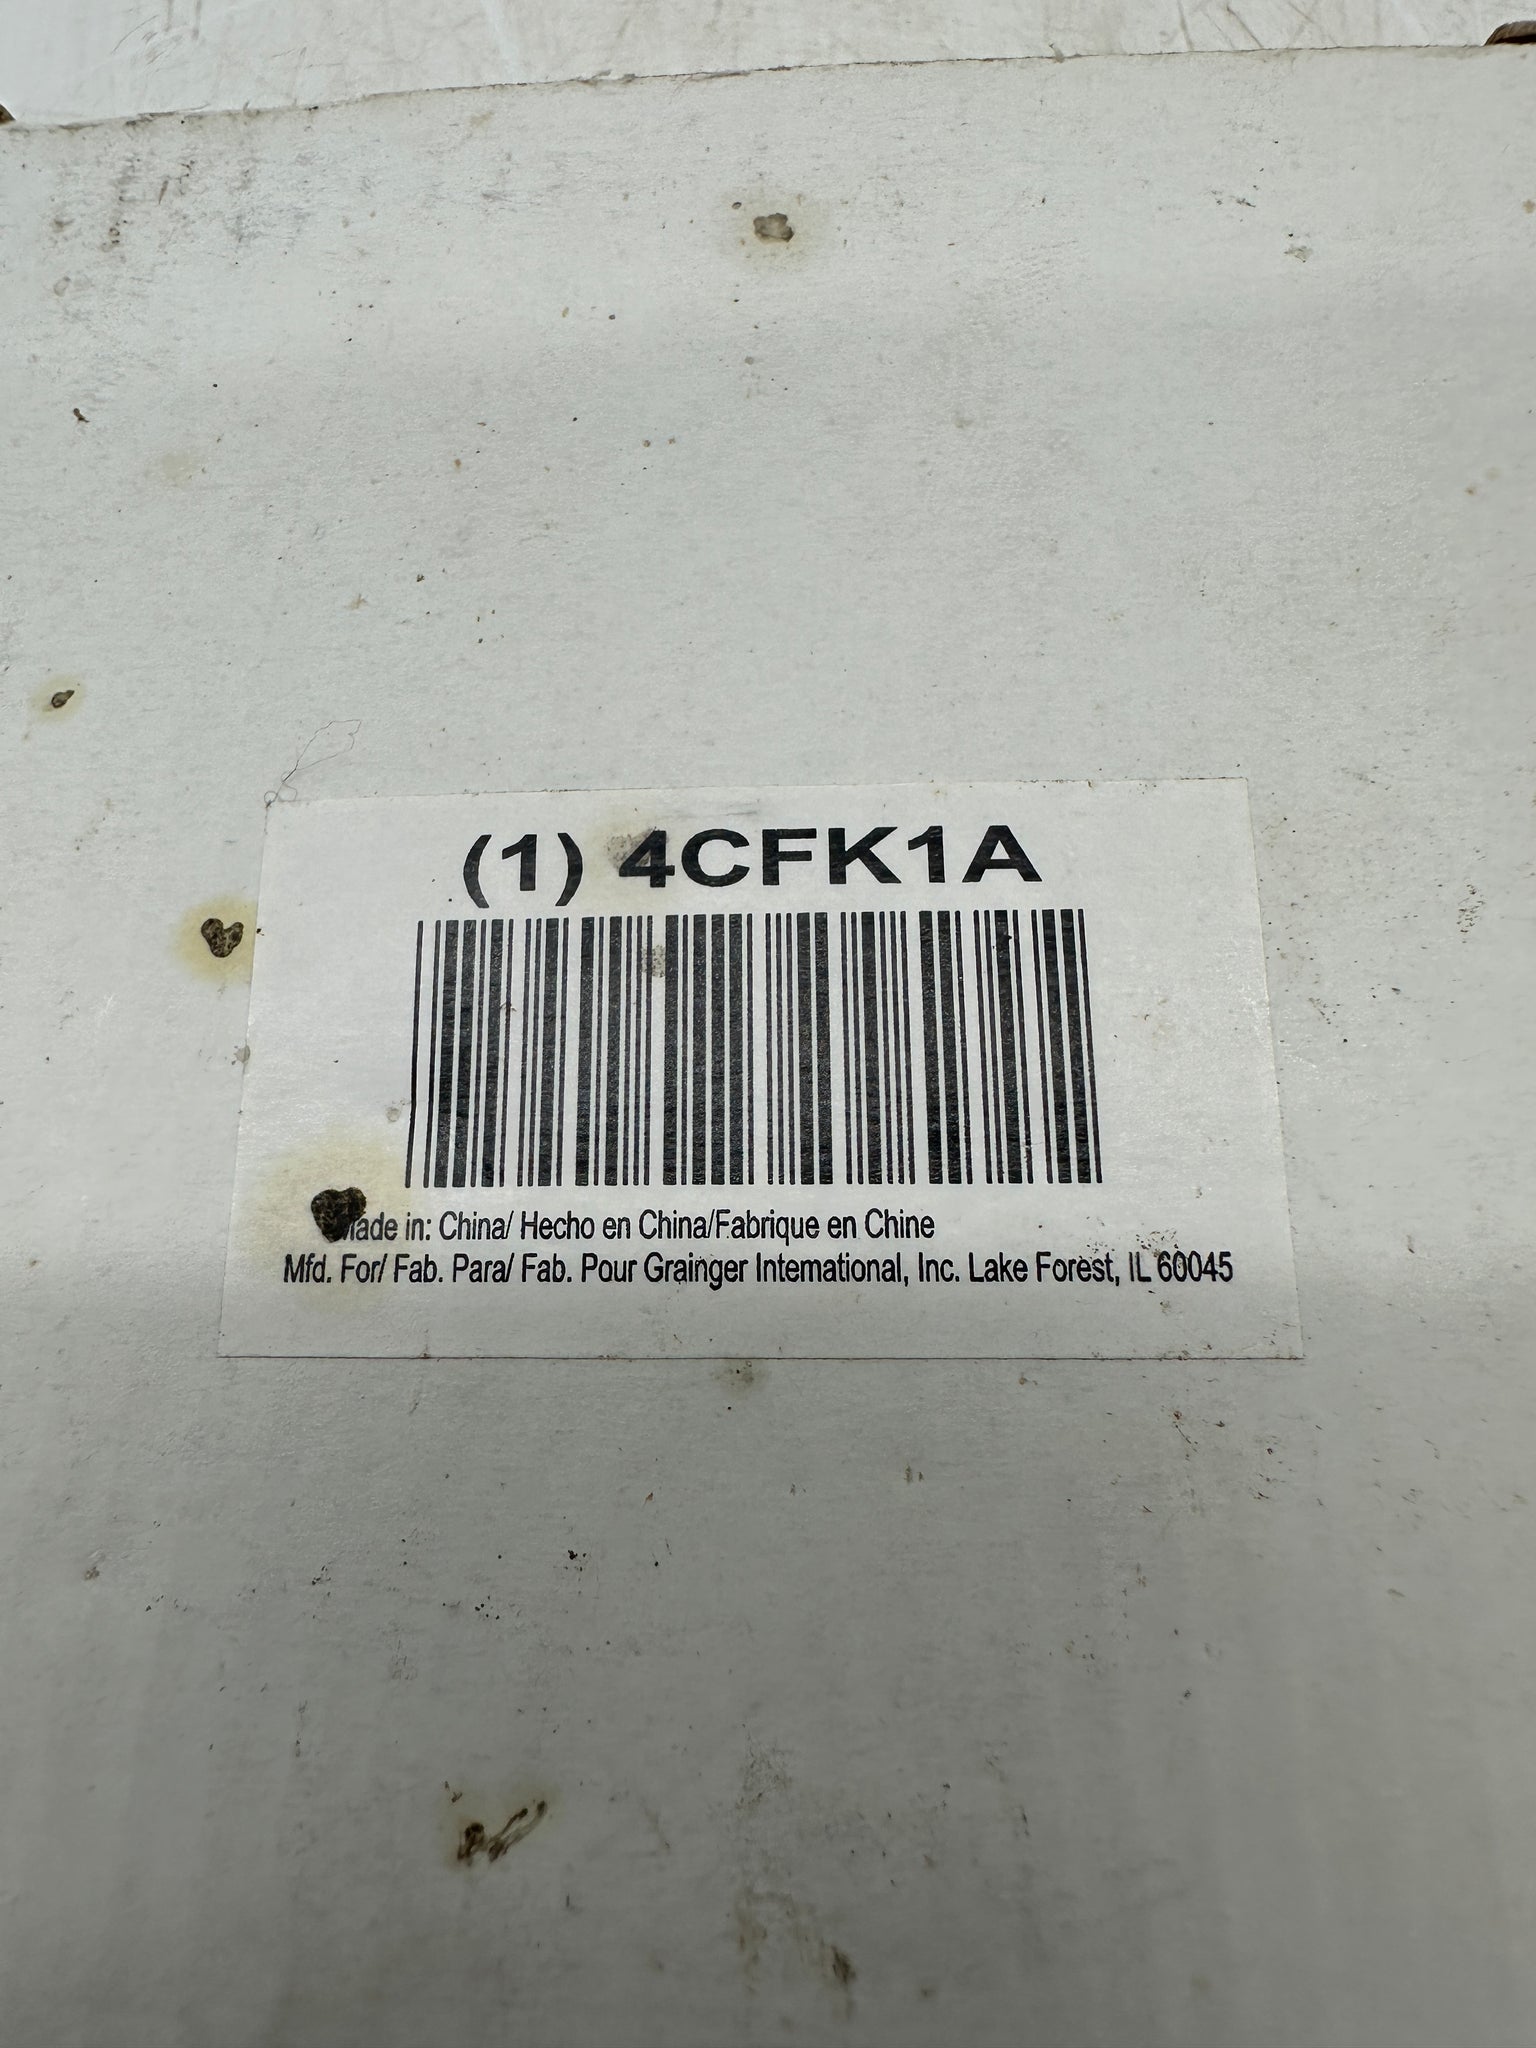 (1) 4CFK1A
Made in: China/ Hecho en China/Fabrique en Chine
Mfd. For/ Fab. Para/ Fab. Pour Grainger International, Inc. Lake Forest, IL 60045